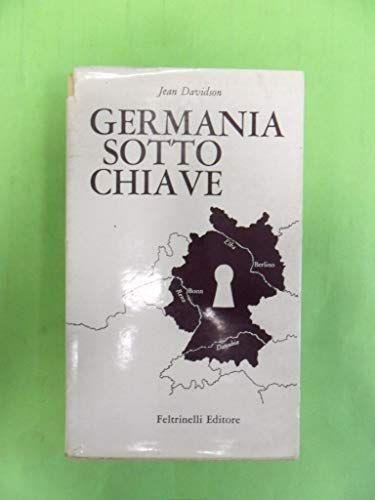 Jean Davidson
GERMANIA
SOTTO
CHIAVE
Elba
Berlino
Bonn
Reno
Danubio
Feltrinelli Editore